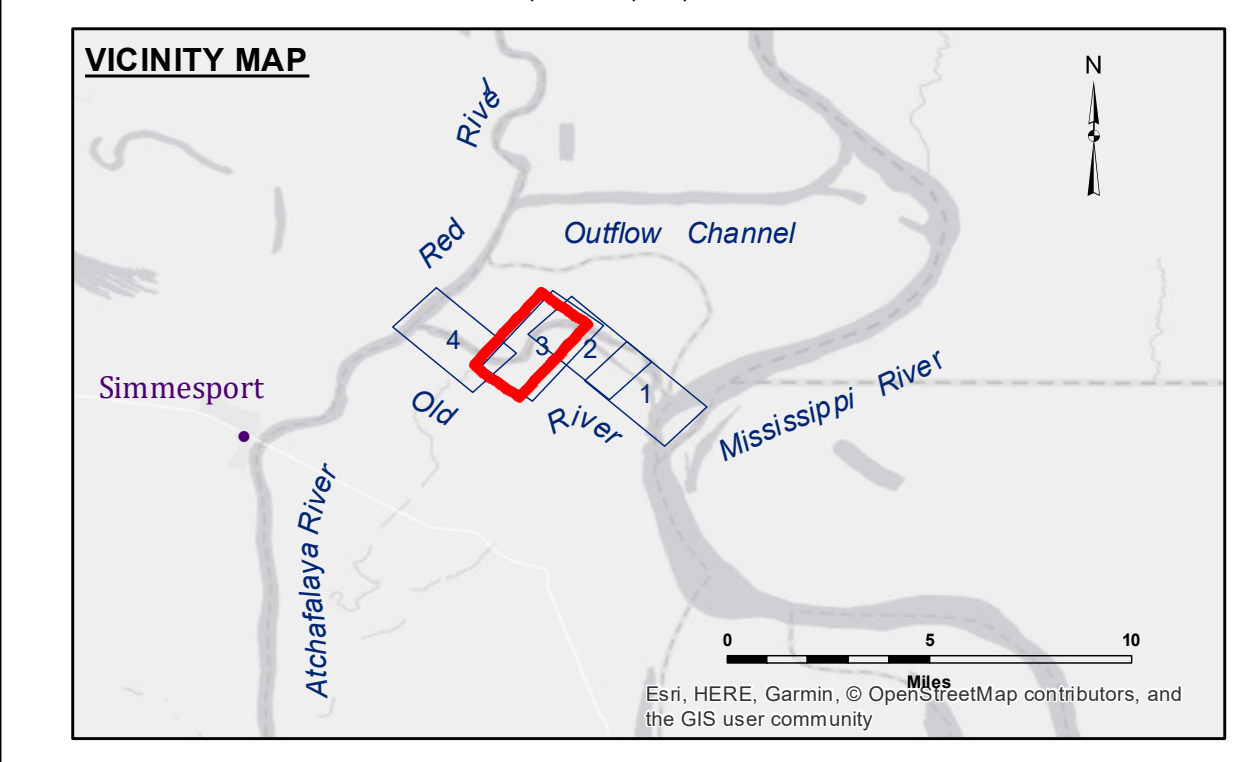 VICINITY MAP
N
Red River
Outflow Channel
4
3
2
1
Simmesport
Old River
Mississippi River
Atchafalaya River
0 5 10
Miles
Esri, HERE, Garmin, © OpenStreetMap contributors, and
the GIS user community